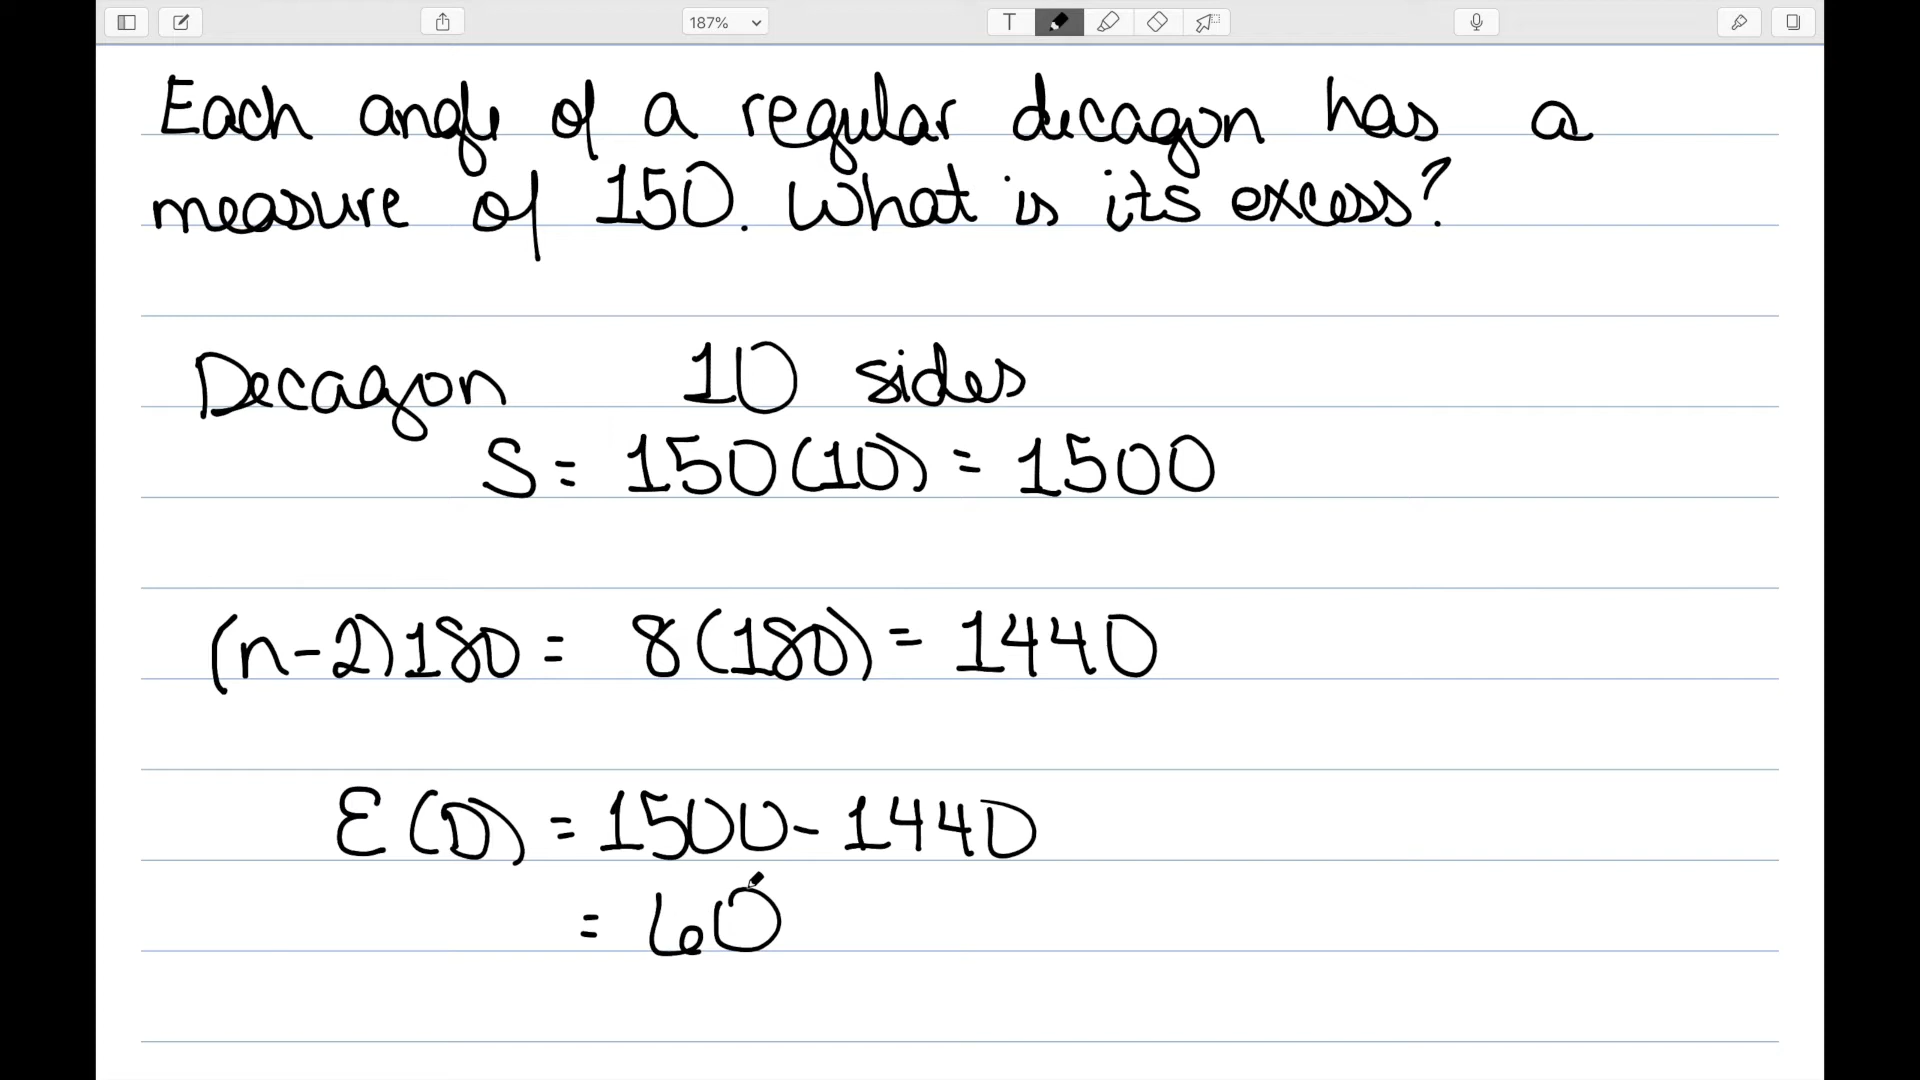 187%
T
Each angle of a regular decagon has a
measure of 150. What is its excess?
Decagon 10 sides
S = 150(10) = 1500
(n-2)180 = 8(180) = 1440
E(D) = 1500 - 1440
= 60